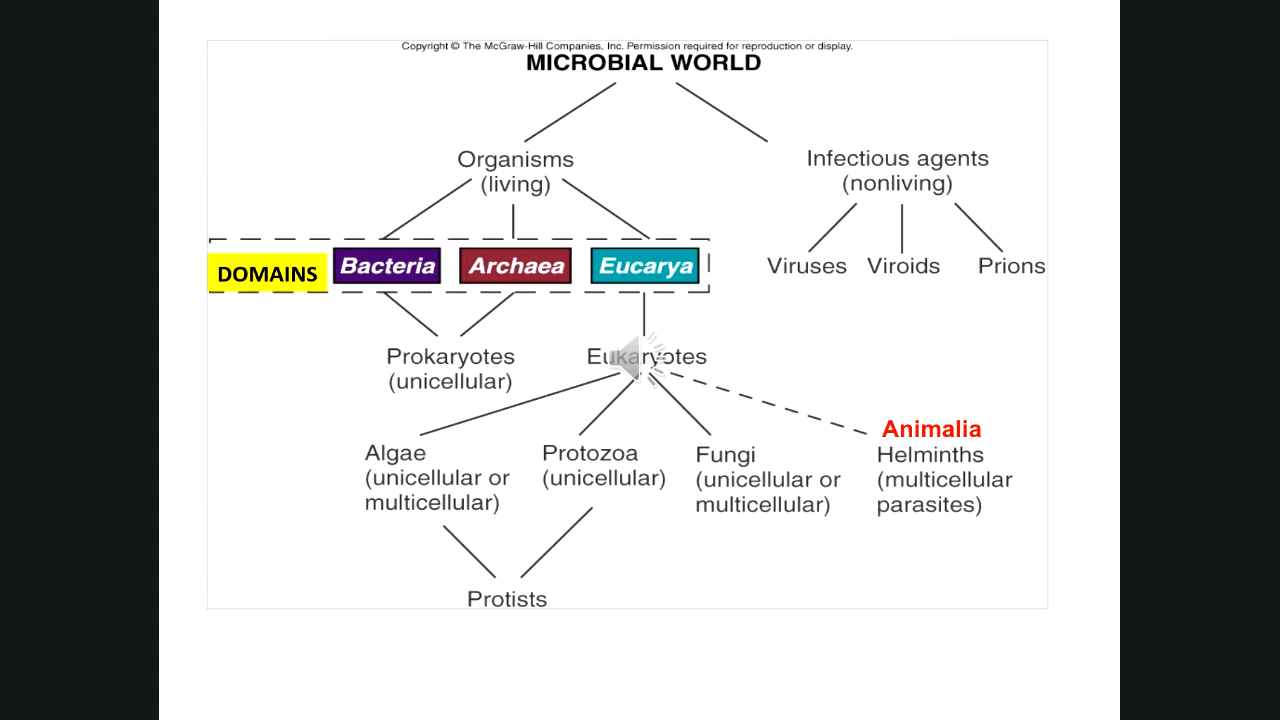 Copyright © The McGraw-Hill Companies, Inc. Permission required for reproduction or display.
MICROBIAL WORLD
Organisms
(living)
Infectious agents
(nonliving)
DOMAINS
Bacteria
Archaea
Eucarya
Viruses
Viroids
Prions
Prokaryotes
(unicellular)
Eukaryotes
Algae
(unicellular or
multicellular)
Protozoa
(unicellular)
Fungi
(unicellular or
multicellular)
Animalia
Helminths
(multicellular
parasites)
Protists